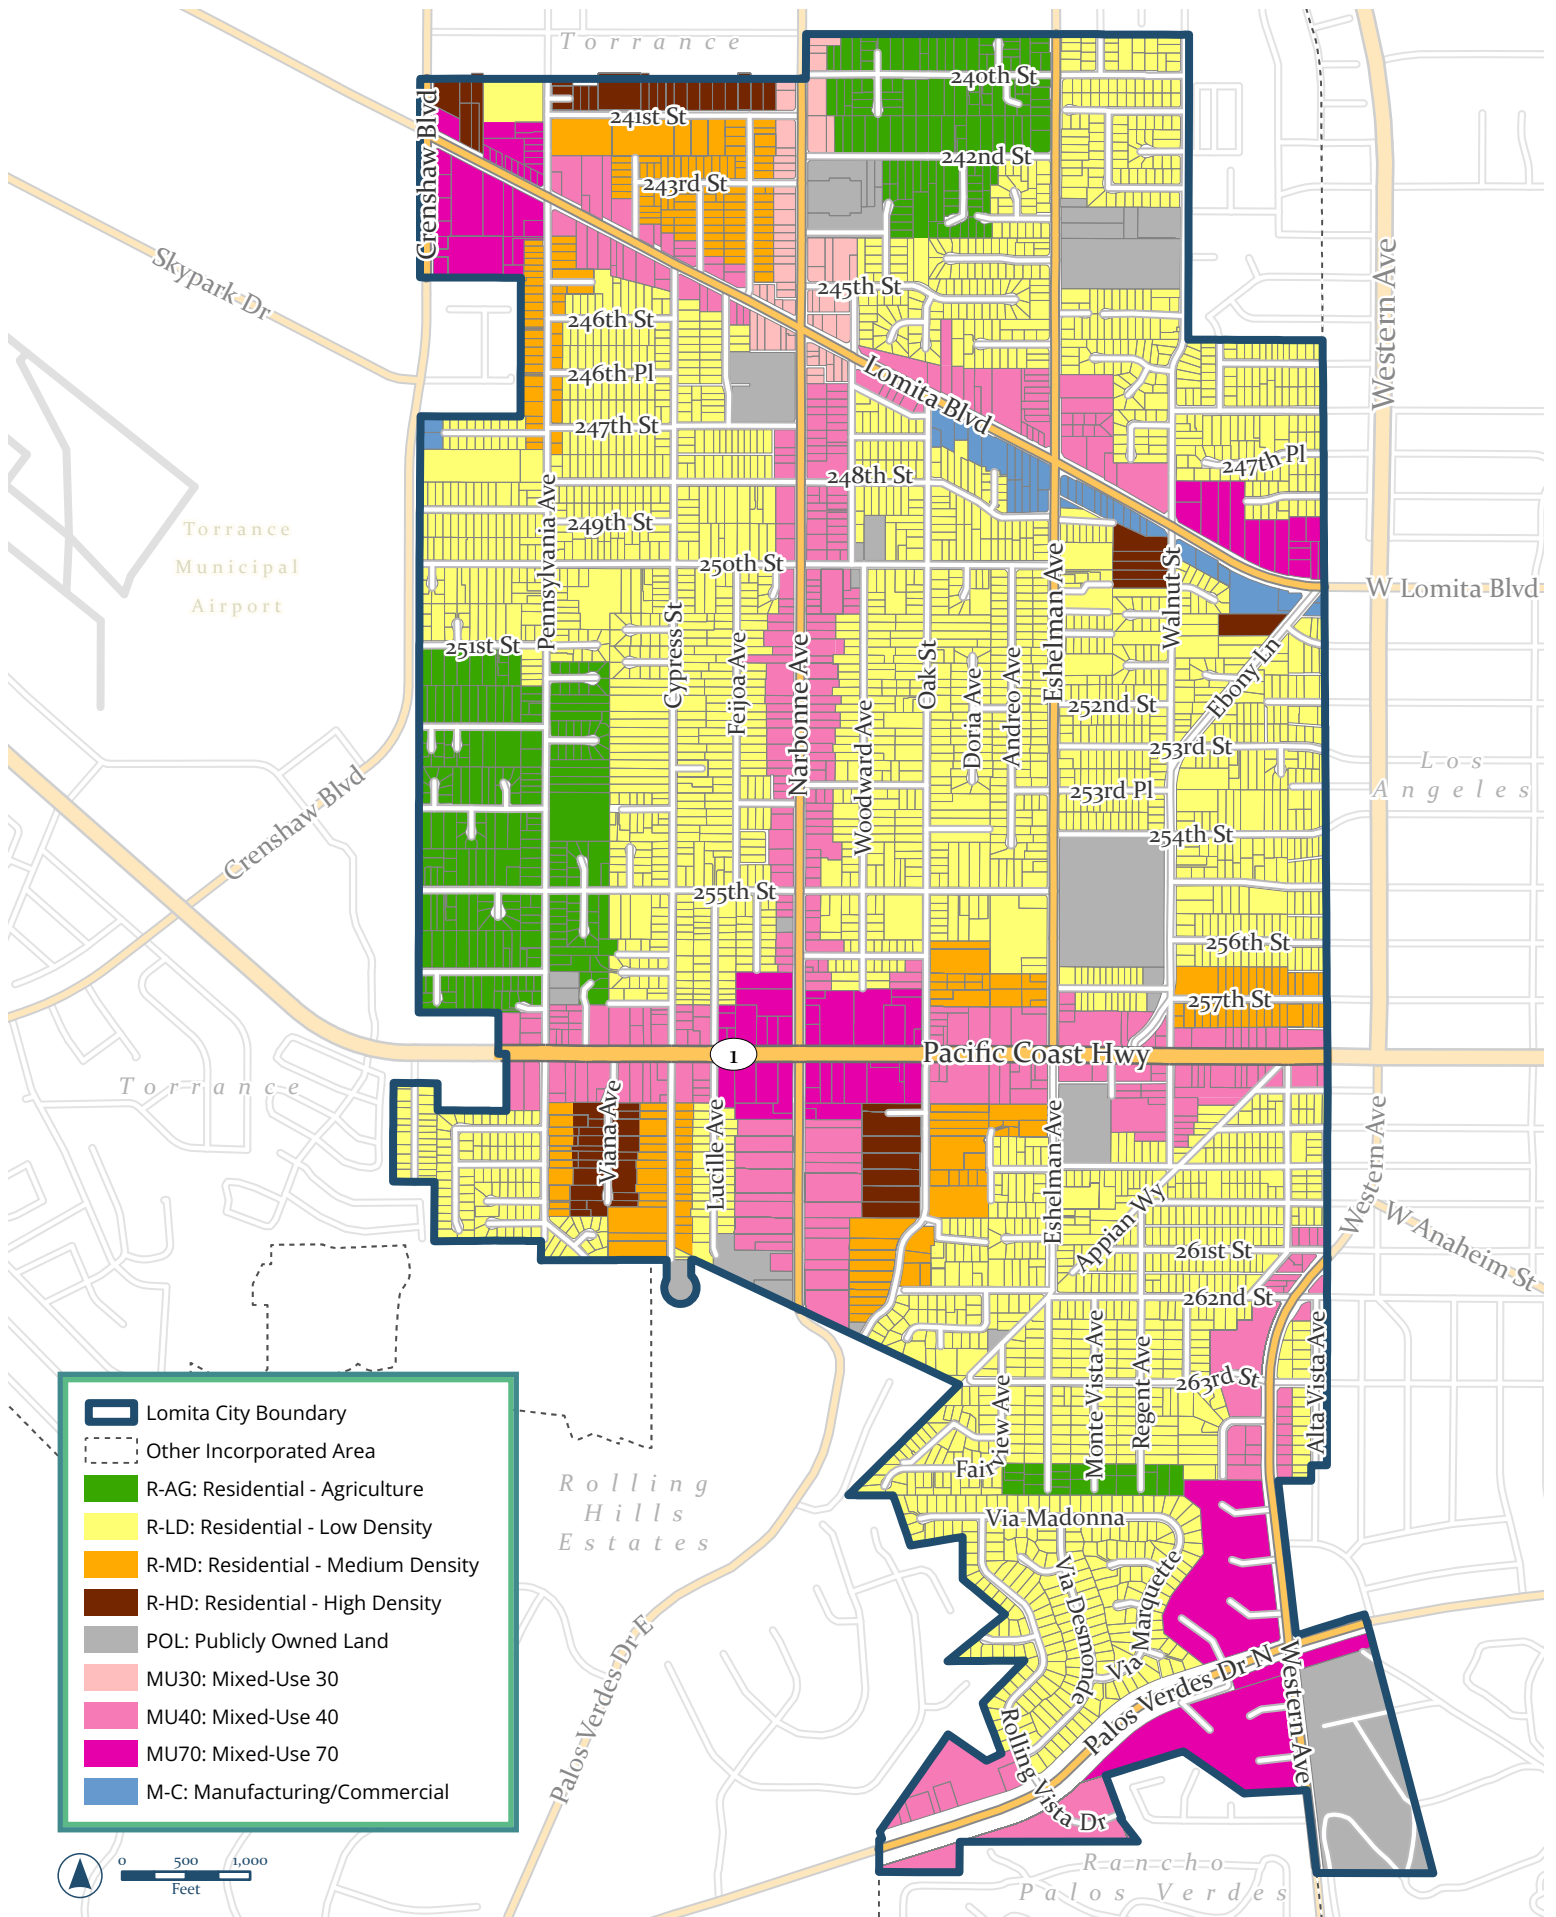 Torrance
240th St
241st St
242nd St
243rd St
Crenshaw Blvd
Skypark Dr
Western Ave
245th St
246th St
246th Pl
Lomita Blvd
247th St
247th Pl
248th St
249th St
Torrance
Municipal
Airport
Pennsylvania Ave
250th St
W Lomita Blvd
Eshelman Ave
Walnut St
251st St
Cypress St
Feijoa Ave
Narbonne Ave
Woodward Ave
Oak St
Doria Ave
Andreo Ave
Ebony Ln
252nd St
253rd St
253rd Pl
Los
Angeles
254th St
Crenshaw Blvd
255th St
256th St
257th St
1
Pacific Coast Hwy
Torrance
Viana Ave
Lucille Ave
Eshelman Ave
Appian Wy
Western Ave
W Anaheim St
261st St
262nd St
263rd St
Monte Vista Ave
Regent Ave
Alta Vista Ave
Fairview Ave
Rolling
Hills
Estates
Via Madonna
Via Desmonde
Via Marquette
Palos Verdes Dr E
Palos Verdes Dr N
Western Ave
Rolling Vista Dr
Rancho
Palos Verdes
Lomita City Boundary
Other Incorporated Area
R-AG: Residential - Agriculture
R-LD: Residential - Low Density
R-MD: Residential - Medium Density
R-HD: Residential - High Density
POL: Publicly Owned Land
MU30: Mixed-Use 30
MU40: Mixed-Use 40
MU70: Mixed-Use 70
M-C: Manufacturing/Commercial
0 500 1,000
Feet